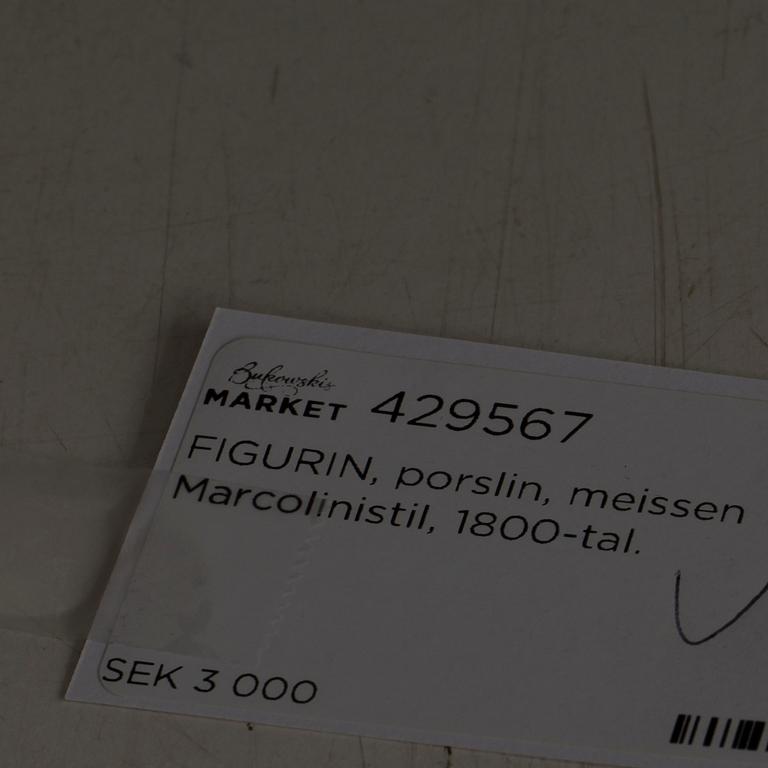 Bukowskis
MARKET 429567
FIGURIN, porslin, meissen
Marcolinistil, 1800-tal.
SEK 3 000